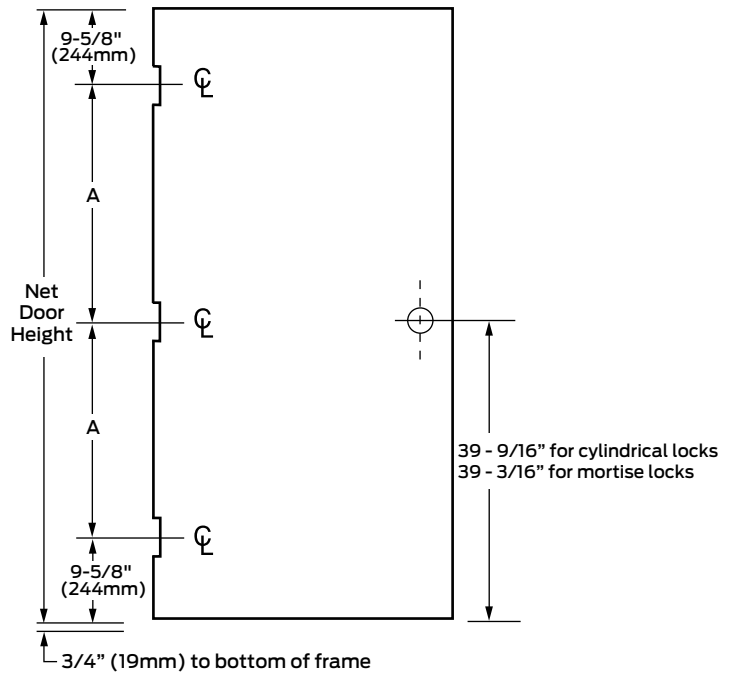 9-5/8"
(244mm)
℄
A
Net
Door
Height
℄
A
39 - 9/16” for cylindrical locks
39 - 3/16” for mortise locks
℄
9-5/8"
(244mm)
3/4” (19mm) to bottom of frame